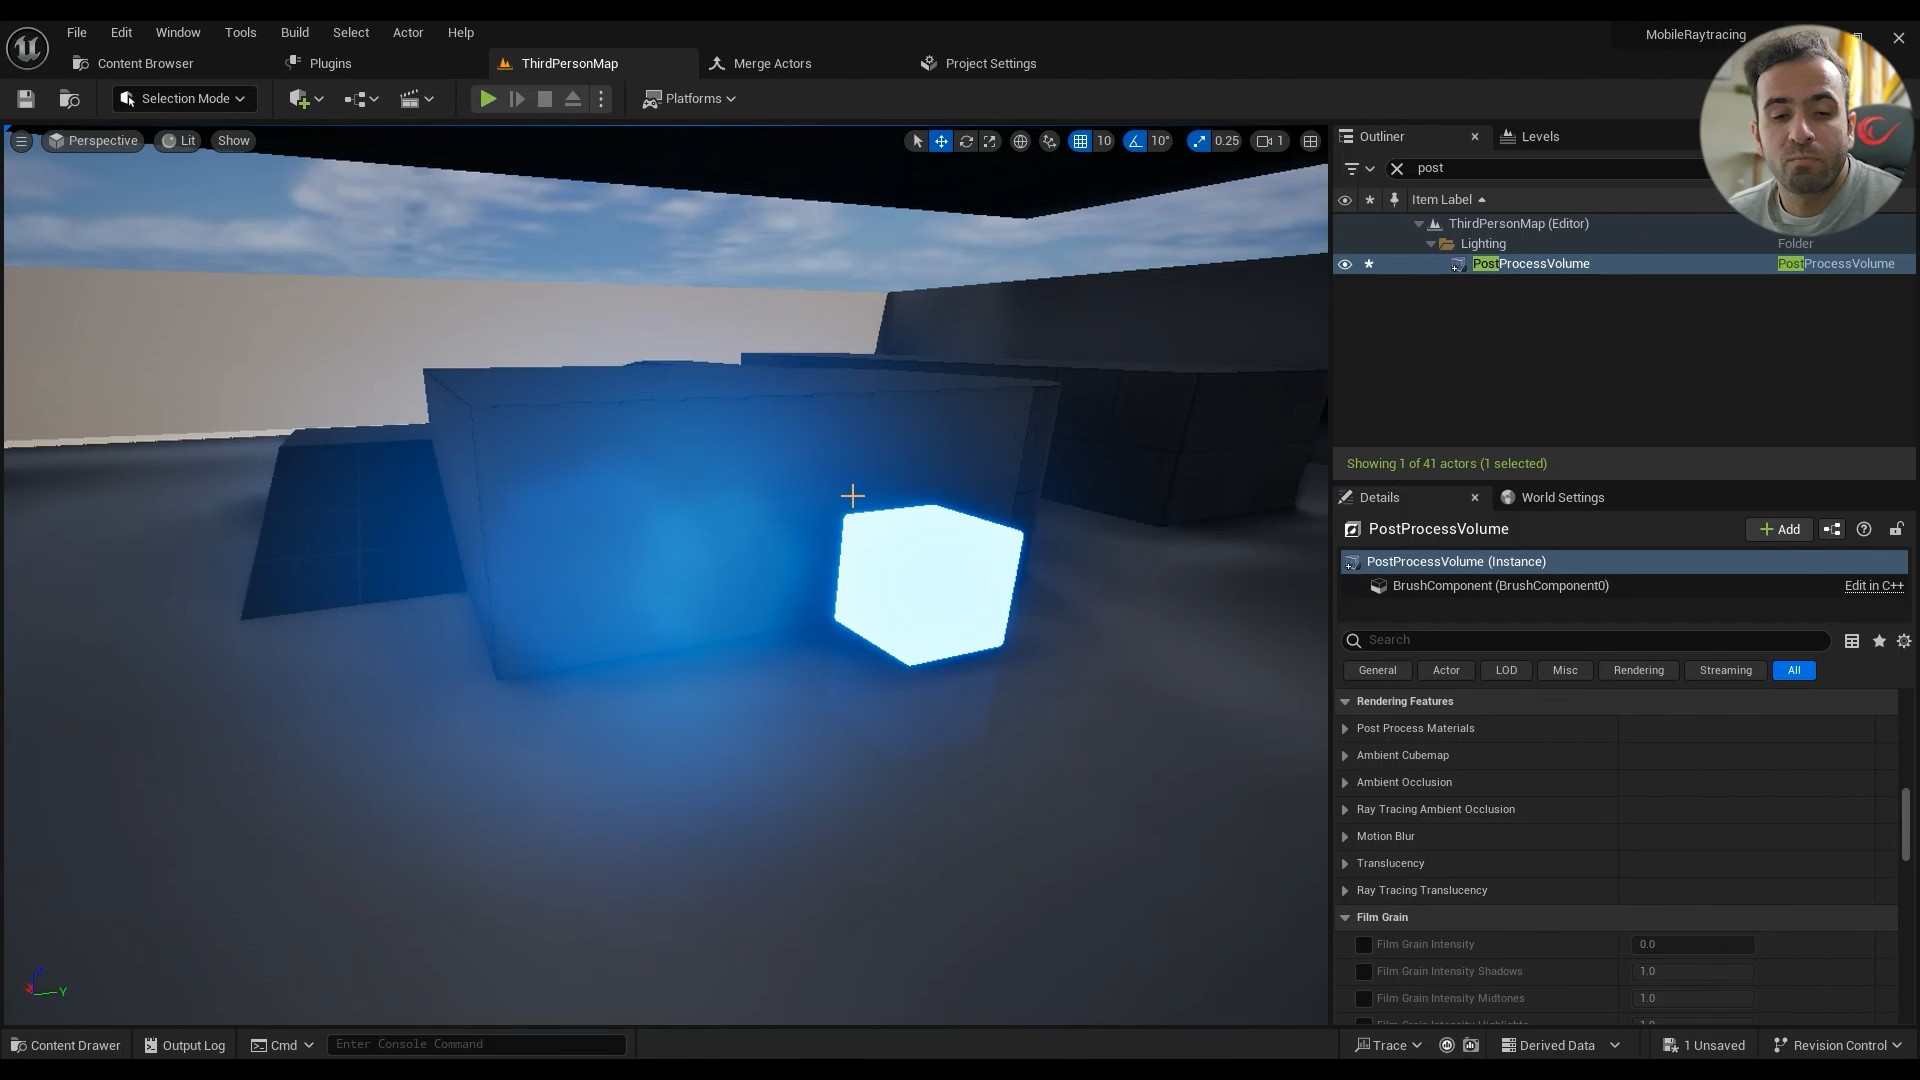 File Edit Window Tools Build Select Actor Help
MobileRaytracing
Content Browser Plugins ThirdPersonMap Merge Actors Project Settings
Selection Mode Platforms
Perspective Lit Show 10 10° 0.25 1
Outliner Levels
post
Item Label
ThirdPersonMap (Editor)
Lighting Folder
PostProcessVolume PostProcessVolume
Showing 1 of 41 actors (1 selected)
Details World Settings
PostProcessVolume Add
PostProcessVolume (Instance)
BrushComponent (BrushComponent0) Edit in C++
Search
General Actor LOD Misc Rendering Streaming All
Rendering Features
Post Process Materials
Ambient Cubemap
Ambient Occlusion
Ray Tracing Ambient Occlusion
Motion Blur
Translucency
Ray Tracing Translucency
Film Grain
Film Grain Intensity 0.0
Film Grain Intensity Shadows 1.0
Film Grain Intensity Midtones 1.0
Z
Y
Content Drawer Output Log Cmd Enter Console Command Trace Derived Data 1 Unsaved Revision Control